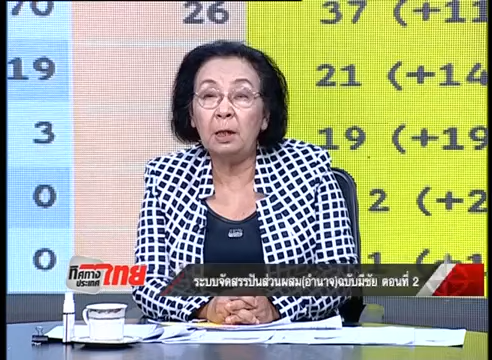 70 26 37 (+11
19 21 (+14
3 19 (+19
0 2 (+2
0 1 (+1
ทิศทาง
ประเทศ
ไทย
ระบบจัดสรรปันส่วนผสม(อำนาจ)ฉบับมีชัย ตอนที่ 2